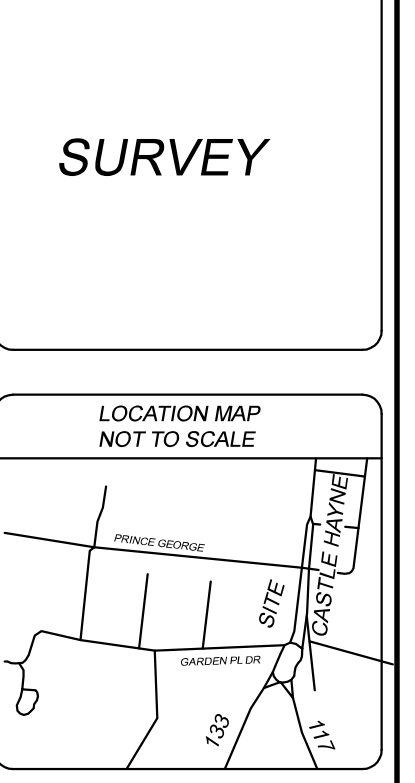 SURVEY
LOCATION MAP
NOT TO SCALE
CASTLE HAYNE
PRINCE GEORGE
SITE
GARDEN PL DR
133
117